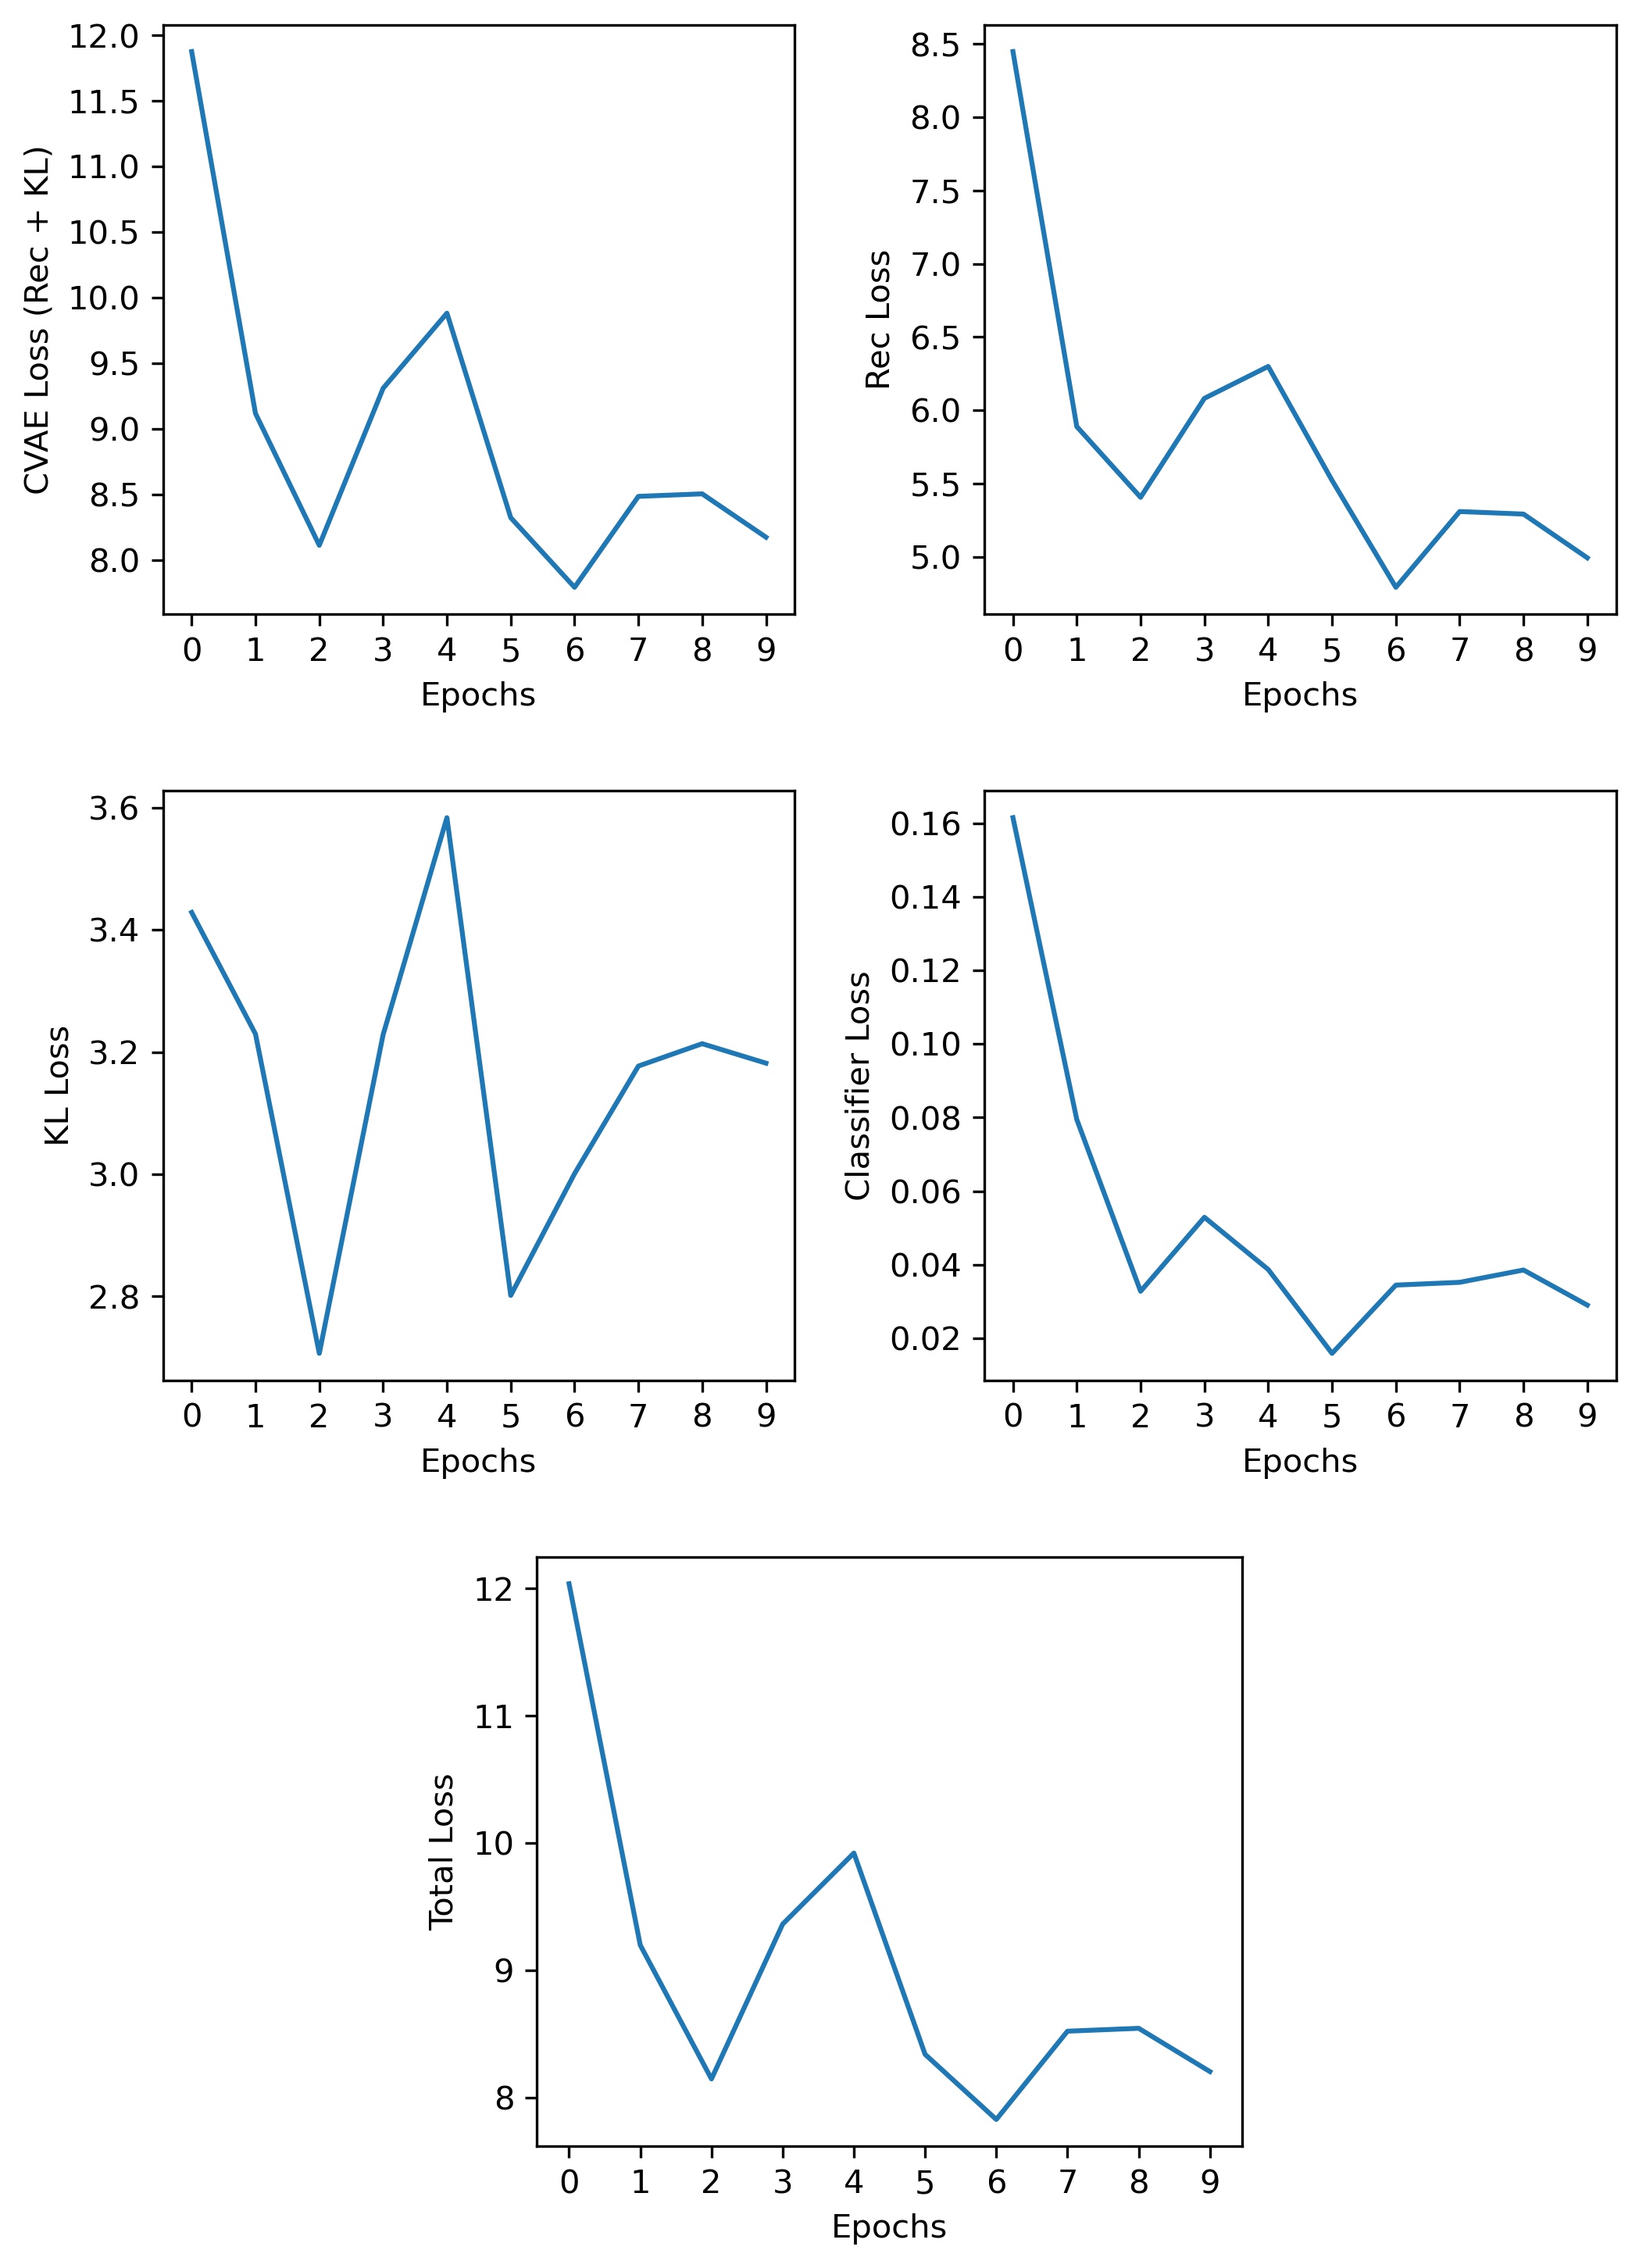 CVAE Loss (Rec + KL)
12.0
11.5
11.0
10.5
10.0
9.5
9.0
8.5
8.0
0 1 2 3 4 5 6 7 8 9
Epochs
Rec Loss
8.5
8.0
7.5
7.0
6.5
6.0
5.5
5.0
0 1 2 3 4 5 6 7 8 9
Epochs
KL Loss
3.6
3.4
3.2
3.0
2.8
0 1 2 3 4 5 6 7 8 9
Epochs
Classifier Loss
0.16
0.14
0.12
0.10
0.08
0.06
0.04
0.02
0 1 2 3 4 5 6 7 8 9
Epochs
Total Loss
12
11
10
9
8
0 1 2 3 4 5 6 7 8 9
Epochs